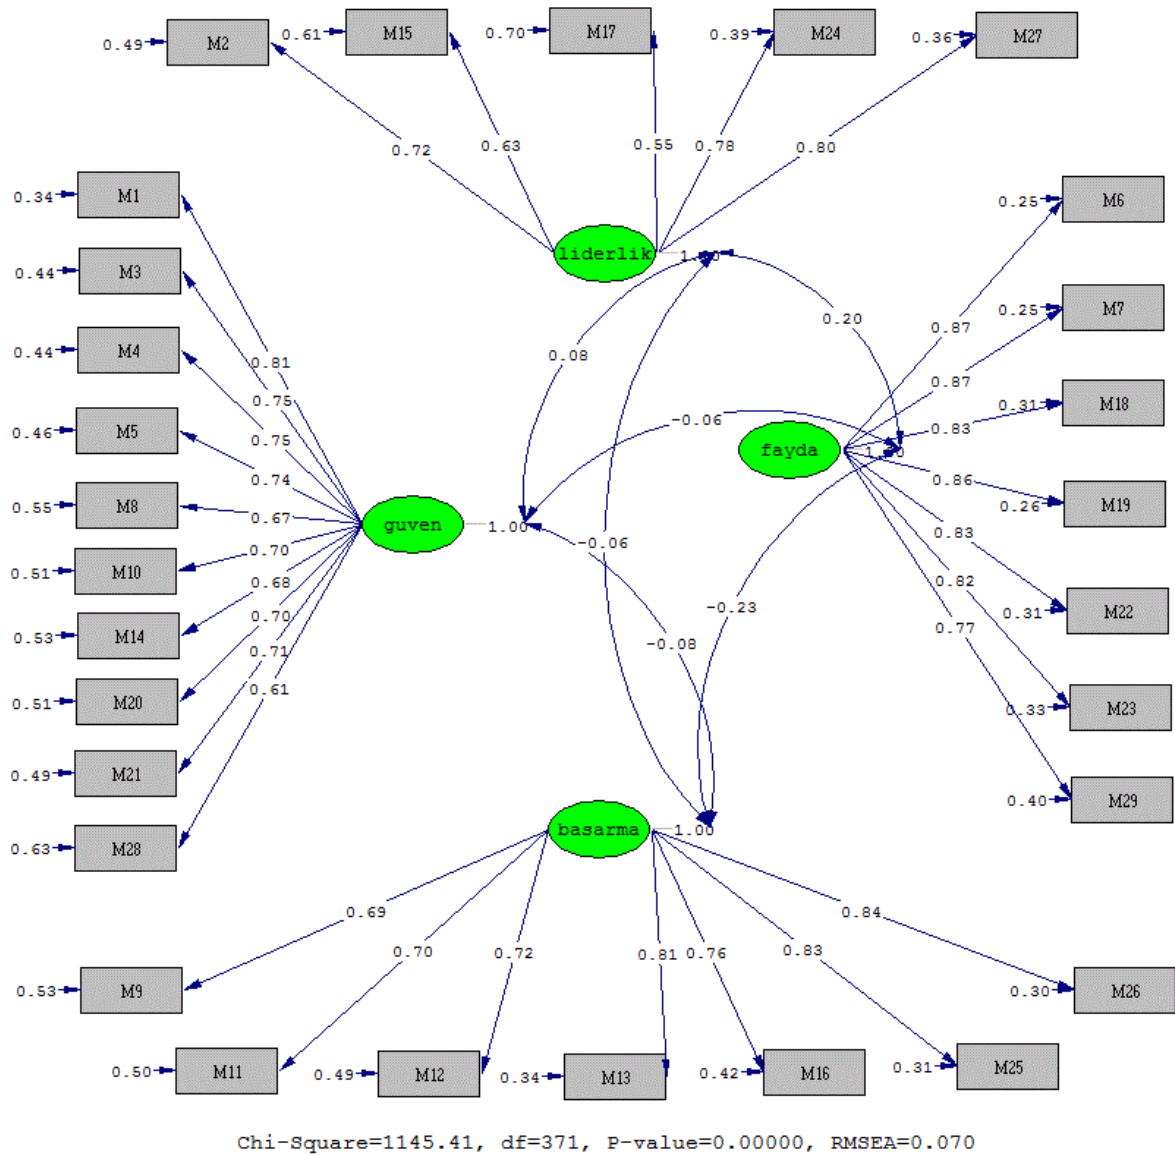 0.49 M2
0.61 M15
0.70 M17
0.39 M24
0.36 M27
0.72
0.63
0.55
0.78
0.80
0.34 M1
0.44 M3
0.44 M4
0.46 M5
0.55 M8
0.51 M10
0.53 M14
0.51 M20
0.49 M21
0.63 M28
0.81
0.75
0.75
0.74
0.67
0.70
0.68
0.70
0.71
0.61
liderlik 1.00
guven 1.00
fayda 1.00
basarma 1.00
0.08
0.20
-0.06
-0.06
-0.23
-0.08
0.87
0.87
0.83
0.86
0.83
0.82
0.77
0.25 M6
0.25 M7
0.31 M18
0.26 M19
0.31 M22
0.33 M23
0.40 M29
0.69
0.70
0.72
0.81
0.76
0.83
0.84
0.53 M9
0.50 M11
0.49 M12
0.34 M13
0.42 M16
0.31 M25
0.30 M26
Chi-Square=1145.41, df=371, P-value=0.00000, RMSEA=0.070